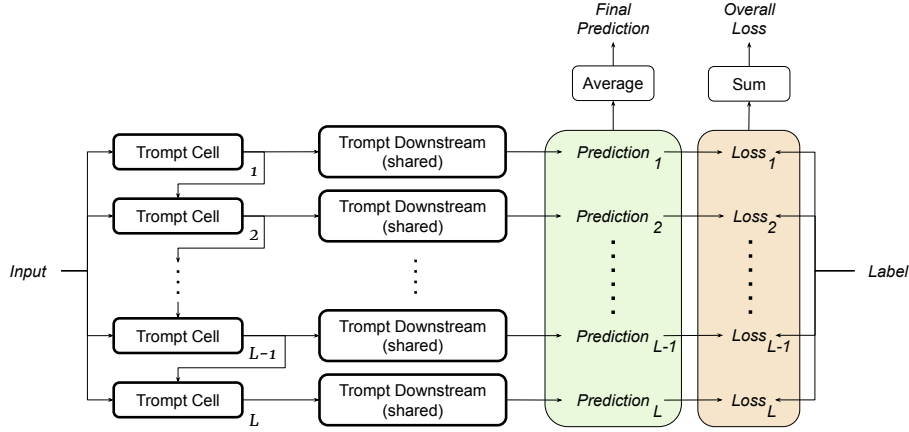 Final
Prediction
Overall
Loss
Average
Sum
Trompt Cell
1
Trompt Downstream
(shared)
Prediction 1
Loss 1
Trompt Cell
2
Trompt Downstream
(shared)
Prediction 2
Loss 2
Input
Label
Trompt Cell
L-1
Trompt Downstream
(shared)
Prediction L-1
Loss L-1
Trompt Cell
L
Trompt Downstream
(shared)
Prediction L
Loss L